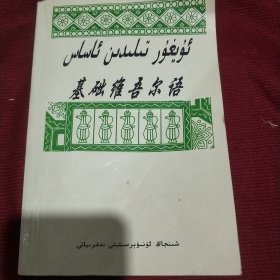 ئۇيغۇر تىلىدىن ئاساس
基础维吾尔语
شىنجاڭ ئۇنىۋېرسىتېتى نەشرىياتى